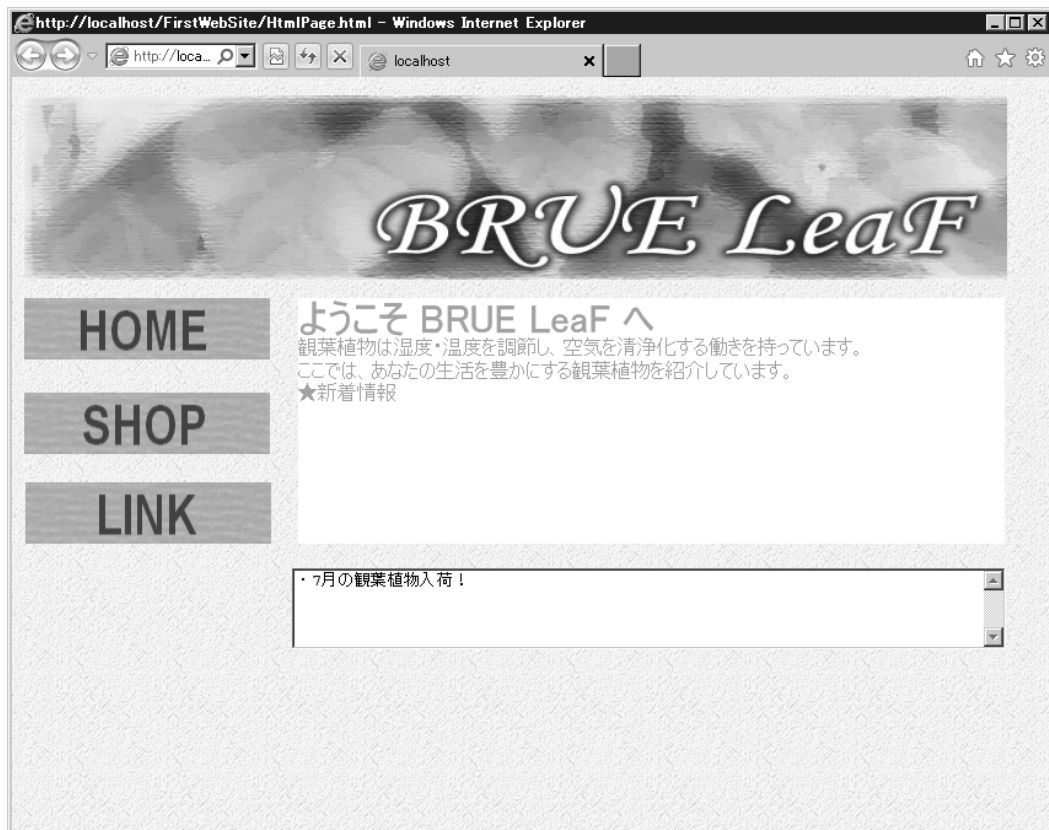 http://localhost/FirstWebSite/HtmlPage.html - Windows Internet Explorer
http://loca...
localhost
BRUE LeaF
HOME
SHOP
LINK
ようこそ BRUE LeaF へ
観葉植物は湿度・温度を調節し、空気を清浄化する働きを持っています。
ここでは、あなたの生活を豊かにする観葉植物を紹介しています。
★新着情報
・7月の観葉植物入荷！